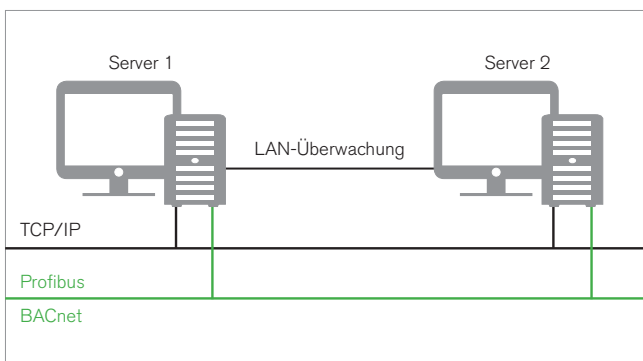 Server 1
Server 2
LAN-Überwachung
TCP/IP
Profibus
BACnet